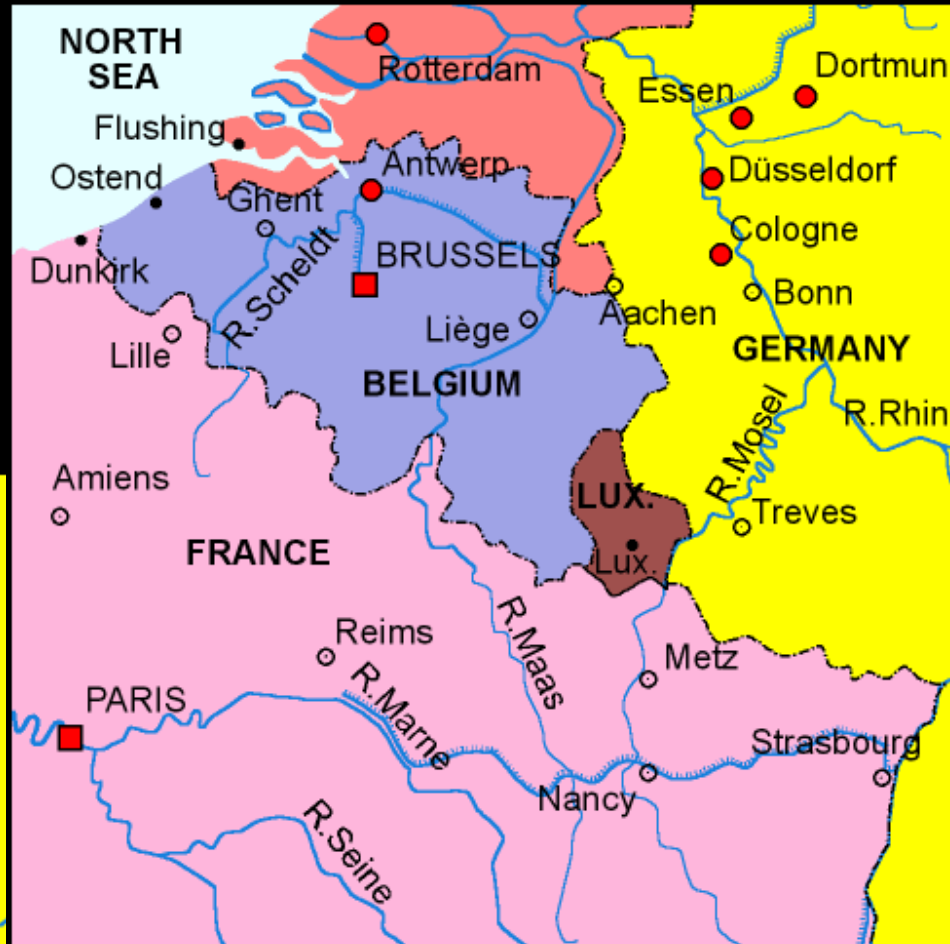 NORTH
SEA
Rotterdam
Dortmun
Essen
Flushing
Antwerp
Düsseldorf
Ostend
Ghent
Cologne
R.Scheldt
BRUSSELS
Dunkirk
Bonn
Aachen
Liège
Lille
GERMANY
BELGIUM
R.Rhin
R.Mosel
Amiens
LUX.
Treves
FRANCE
Lux.
R.Maas
Reims
Metz
PARIS
R.Marne
Strasbourg
Nancy
R.Seine